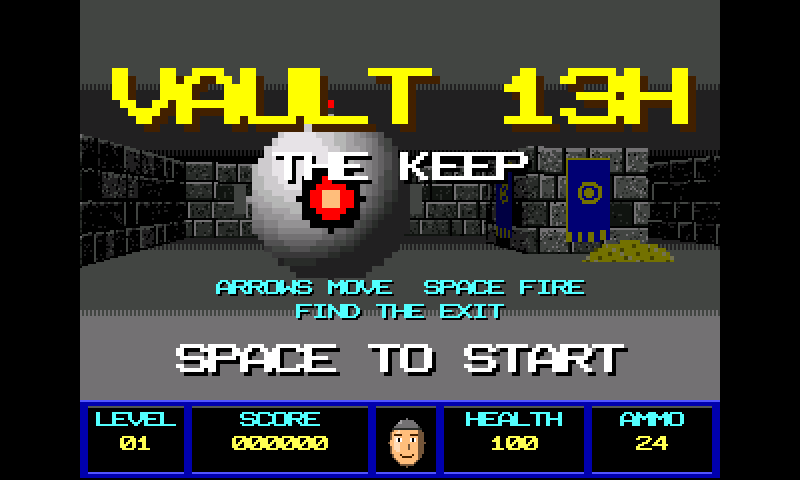 VAULT 13H
THE KEEP
ARROWS MOVE  SPACE FIRE
FIND THE EXIT
SPACE TO START
LEVEL SCORE HEALTH AMMO
01 000000 100 24